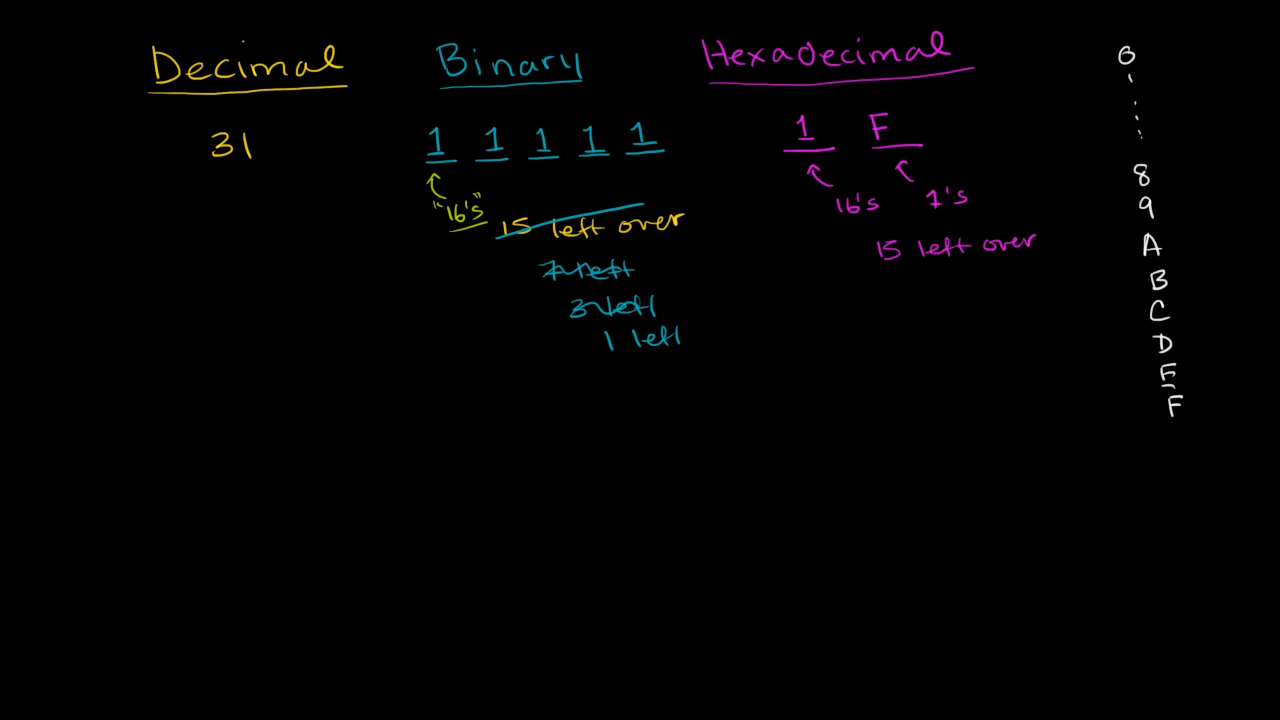 Decimal
31
Binary
1 1 1 1 1
"16's"
15 left over
7 left
3 left
1 left
Hexadecimal
1 F
16's 1's
15 left over
0
1
8
9
A
B
C
D
E
F